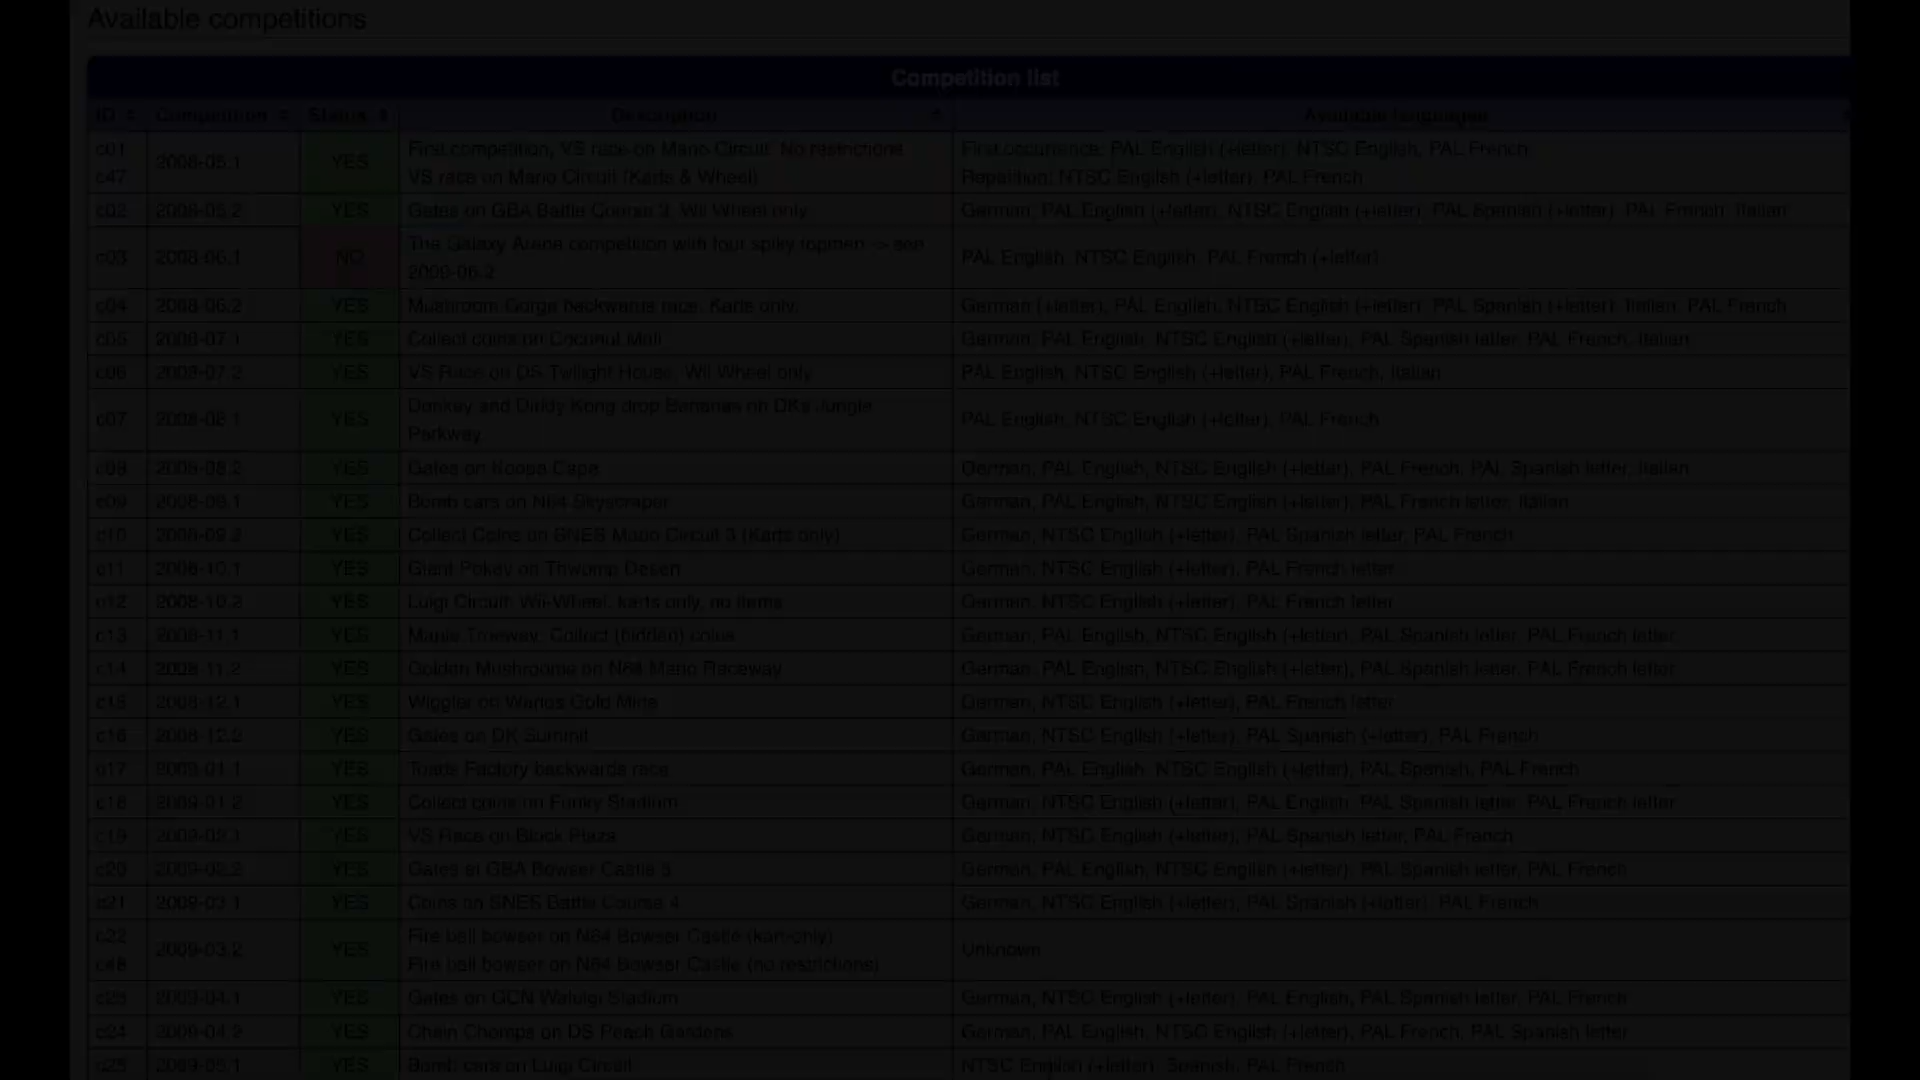 Available competitions
Competition list
ID Competition Status Description Available languages
c01 2008-05.1 YES First competition, VS race on Mario Circuit. No restrictions First occurrence: PAL English (+letter), NTSC English, PAL French
c47 VS race on Mario Circuit (Karts & Wheel) Repetition: NTSC English (+letter), PAL French
c02 2008-05.2 YES Gates on GBA Battle Course 3, Wii Wheel only German, PAL English (+letter), NTSC English (+letter), PAL Spanish (+letter), PAL French, Italian
c03 2008-06.1 NO The Galaxy Arena competition with four spiky topmen -> see PAL English, NTSC English, PAL French (+letter)
2009-06.2
c04 2008-06.2 YES Mushroom Gorge backwards race. Karts only. German (+letter), PAL English, NTSC English (+letter), PAL Spanish (+letter), Italian, PAL French
c05 2008-07.1 YES Collect coins on Coconut Mall German, PAL English, NTSC English (+letter), PAL Spanish letter, PAL French, Italian
c06 2008-07.2 YES VS Race on DS Twilight House, Wii Wheel only PAL English, NTSC English (+letter), PAL French, Italian
c07 2008-08.1 YES Donkey and Diddy Kong drop Bananas on DKs Jungle PAL English, NTSC English (+letter), PAL French
Parkway
c08 2008-08.2 YES Gates on Koopa Cape German, PAL English, NTSC English (+letter), PAL French, PAL Spanish letter, Italian
c09 2008-09.1 YES Bomb cars on N64 Skyscraper German, PAL English, NTSC English (+letter), PAL French letter, Italian
c10 2008-09.2 YES Collect Coins on SNES Mario Circuit 3 (Karts only) German, NTSC English (+letter), PAL Spanish letter, PAL French
c11 2008-10.1 YES Giant Pokey on Thwomp Desert German, NTSC English (+letter), PAL French letter
c12 2008-10.2 YES Luigi Circuit: Wii-Wheel, karts only, no items German, NTSC English (+letter), PAL French letter
c13 2008-11.1 YES Maple Treeway: Collect (hidden) coins German, PAL English, NTSC English (+letter), PAL Spanish letter, PAL French letter
c14 2008-11.2 YES Golden Mushrooms on N64 Mario Raceway German, PAL English, NTSC English (+letter), PAL Spanish letter, PAL French letter
c15 2008-12.1 YES Wiggler on Warios Gold Mine German, NTSC English (+letter), PAL French letter
c16 2008-12.2 YES Gates on DK Summit German, NTSC English (+letter), PAL Spanish (+letter), PAL French
c17 2009-01.1 YES Toads Factory backwards race German, PAL English, NTSC English (+letter), PAL Spanish, PAL French
c18 2009-01.2 YES Collect coins on Funky Stadium German, NTSC English (+letter), PAL English, PAL Spanish letter, PAL French letter
c19 2009-02.1 YES VS Race on Block Plaza German, NTSC English (+letter), PAL Spanish letter, PAL French
c20 2009-02.2 YES Gates at GBA Bowser Castle 3 German, PAL English, NTSC English (+letter), PAL Spanish letter, PAL French
c21 2009-03.1 YES Coins on SNES Battle Course 4 German, NTSC English (+letter), PAL Spanish (+letter), PAL French
c22 2009-03.2 YES Fire ball bowser on N64 Bowser Castle (kart-only) Unknown
c48 Fire ball bowser on N64 Bowser Castle (no restrictions)
c23 2009-04.1 YES Gates on GCN Waluigi Stadium German, NTSC English (+letter), PAL English, PAL Spanish letter, PAL French
c24 2009-04.2 YES Chain Chomps on DS Peach Gardens German, PAL English, NTSC English (+letter), PAL French, PAL Spanish letter
c25 2009-05.1 YES Bomb cars on Luigi Circuit NTSC English (+letter), Spanish, PAL French